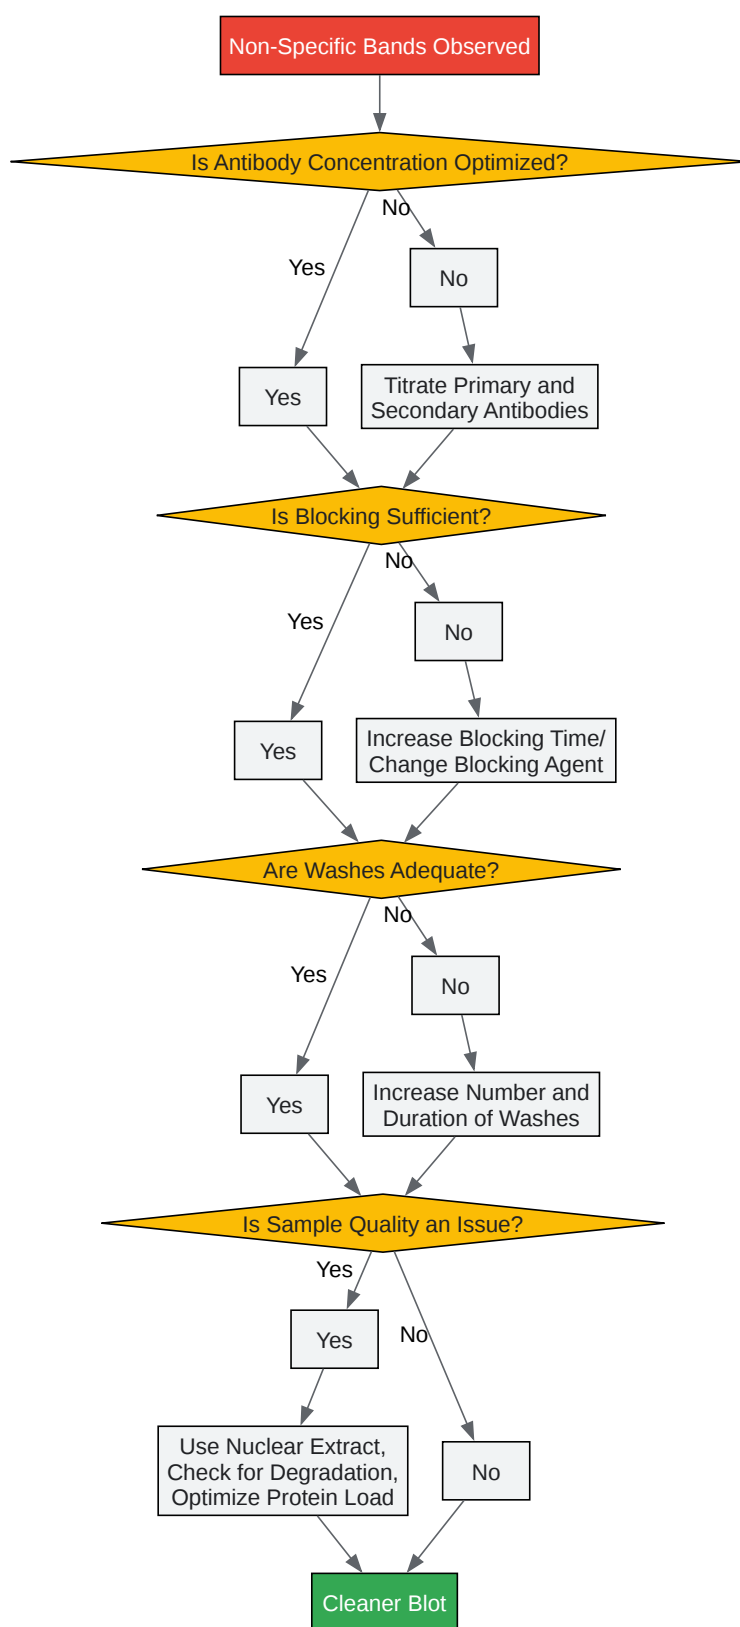 Non-Specific Bands Observed
Is Antibody Concentration Optimized?
No
Yes
No
Yes
Titrate Primary and
Secondary Antibodies
Is Blocking Sufficient?
No
Yes
No
Yes
Increase Blocking Time/
Change Blocking Agent
Are Washes Adequate?
No
Yes
No
Yes
Increase Number and
Duration of Washes
Is Sample Quality an Issue?
Yes
No
Yes
Use Nuclear Extract,
Check for Degradation,
Optimize Protein Load
No
Cleaner Blot